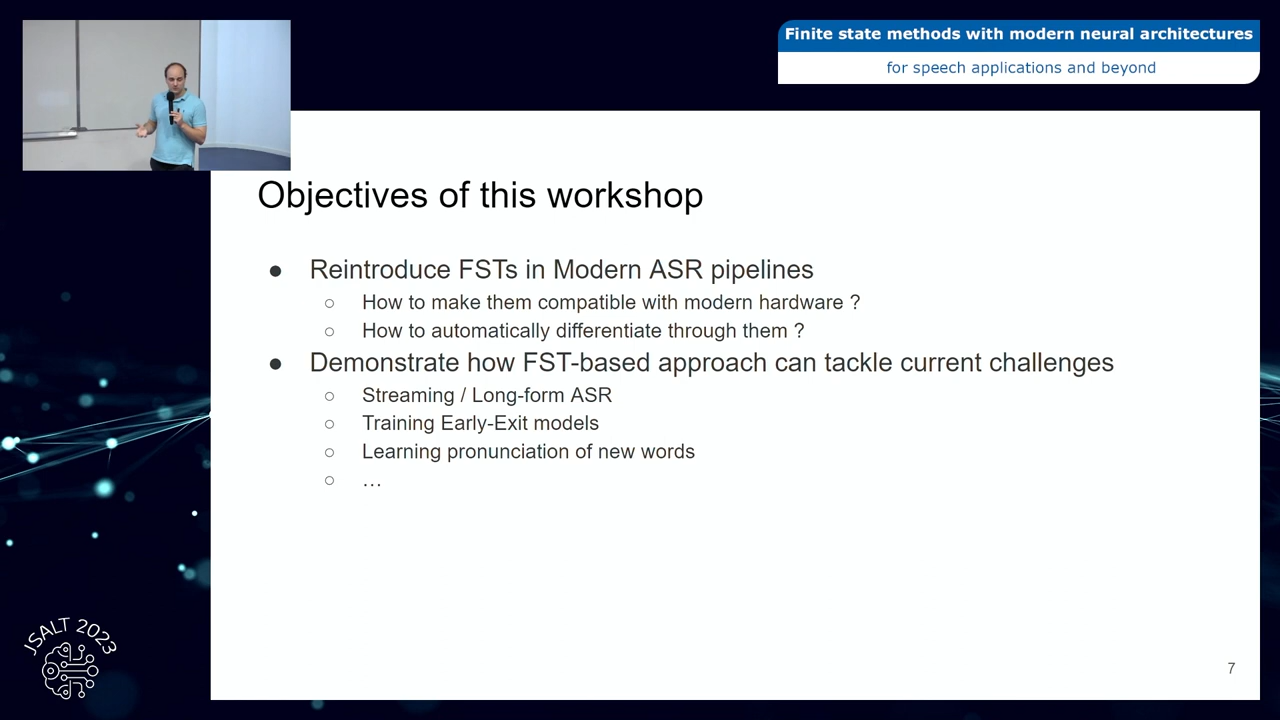 Finite state methods with modern neural architectures
for speech applications and beyond
Objectives of this workshop
● Reintroduce FSTs in Modern ASR pipelines
○ How to make them compatible with modern hardware ?
○ How to automatically differentiate through them ?
● Demonstrate how FST-based approach can tackle current challenges
○ Streaming / Long-form ASR
○ Training Early-Exit models
○ Learning pronunciation of new words
○ …
JSALT 2023
7